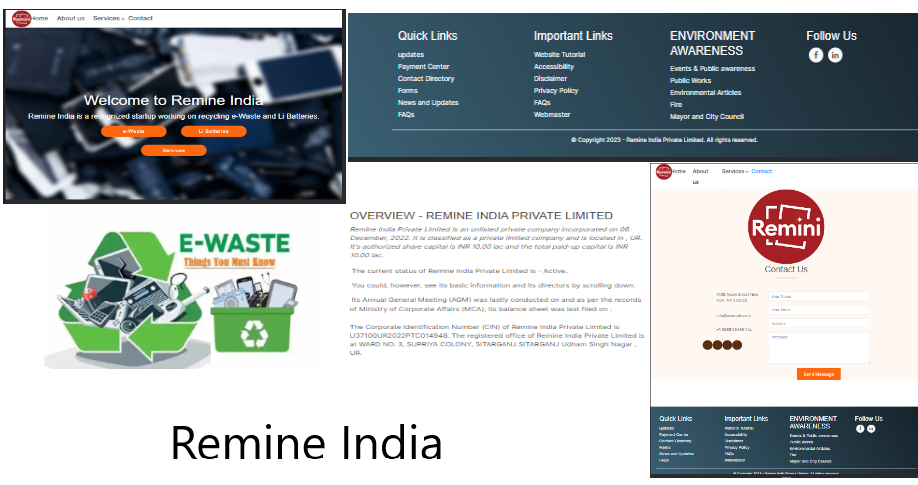 Remini
Home About us Services Contact
Welcome to Remine India
Remine India is a recognized startup working on recycling e-Waste and Li Batteries.
e-Waste Li Batteries
Services
Quick Links
updates
Payment Center
Contact Directory
Forms
News and Updates
FAQs
Important Links
Website Tutorial
Accessibility
Disclaimer
Privacy Policy
FAQs
Webmaster
ENVIRONMENT
AWARENESS
Events & Public awareness
Public Works
Environmental Articles
Fire
Mayor and City Council
Follow Us
f in
© Copyright 2023 - Remine India Private Limited. All rights reserved.
E-WASTE
Things You Must Know
OVERVIEW - REMINE INDIA PRIVATE LIMITED
Remine India Private Limited is an unlisted private company incorporated on 06
December, 2022. It is classified as a private limited company and is located in , UR.
It's authorized share capital is INR 10.00 lac and the total paid-up capital is INR
10.00 lac.
The current status of Remine India Private Limited is - Active.
You could, however, see its basic information and its directors by scrolling down.
Its Annual General Meeting (AGM) was lastly conducted on and as per the records
of Ministry of Corporate Affairs (MCA), its balance sheet was last filed on .
The Corporate Identification Number (CIN) of Remine India Private Limited is
U37100UR2022PTC014948. The registered office of Remine India Private Limited is
at WARD NO. 3, SUPRIYA COLONY, SITARGANJ SITARGANJ Udham Singh Nagar ,
UR.
Remini
Home About
us
Services Contact
Remini
Contact Us
Your Name
Your Email
Subject
Message
Send Message
Quick Links
updates
Payment Center
Contact Directory
Forms
News and Updates
FAQs
Important Links
Website Tutorial
Accessibility
Disclaimer
Privacy Policy
FAQs
Webmaster
ENVIRONMENT
AWARENESS
Events & Public awareness
Public Works
Environmental Articles
Fire
Mayor and City Council
Follow Us
f in
© Copyright 2023 - Remine India Private Limited. All rights reserved.
Remine India